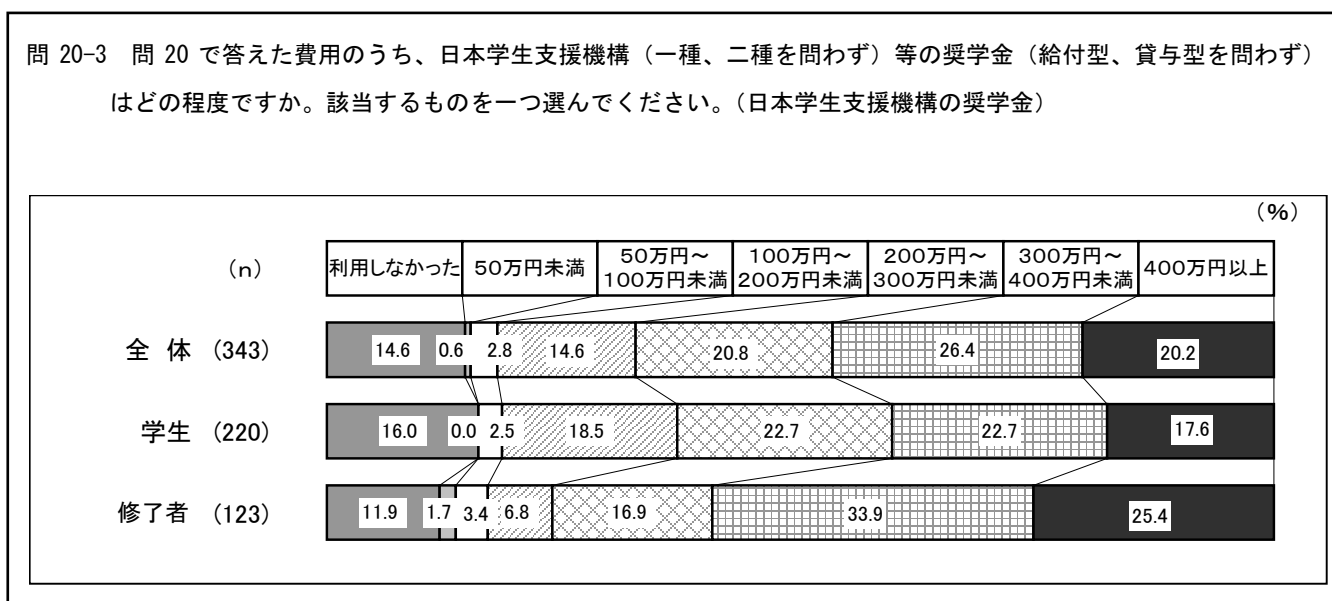 問 20-3　問 20 で答えた費用のうち、日本学生支援機構（一種、二種を問わず）等の奨学金（給付型、貸与型を問わず）
はどの程度ですか。該当するものを一つ選んでください。（日本学生支援機構の奨学金）
（％）
（n） 利用しなかった 50万円未満 50万円～ 100万円～ 200万円～ 300万円～ 400万円以上
100万円未満 200万円未満 300万円未満 400万円未満
全 体 （343） 14.6 0.6 2.8 14.6 20.8 26.4 20.2
学生 （220） 16.0 0.0 2.5 18.5 22.7 22.7 17.6
修了者 （123） 11.9 1.7 3.4 6.8 16.9 33.9 25.4